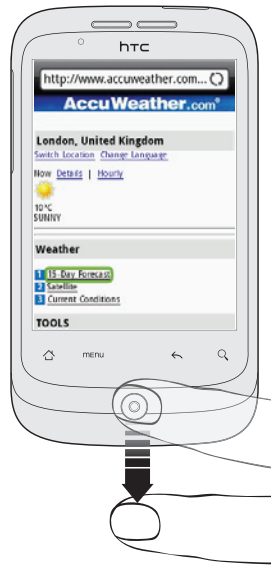 hTC
http://www.accuweather.com...
AccuWeather.com®
London, United Kingdom
Switch Location Change Language
Now Details | Hourly
10°C
SUNNY
Weather
1 15-Day Forecast
2 Satellite
3 Current Conditions
TOOLS
MENU